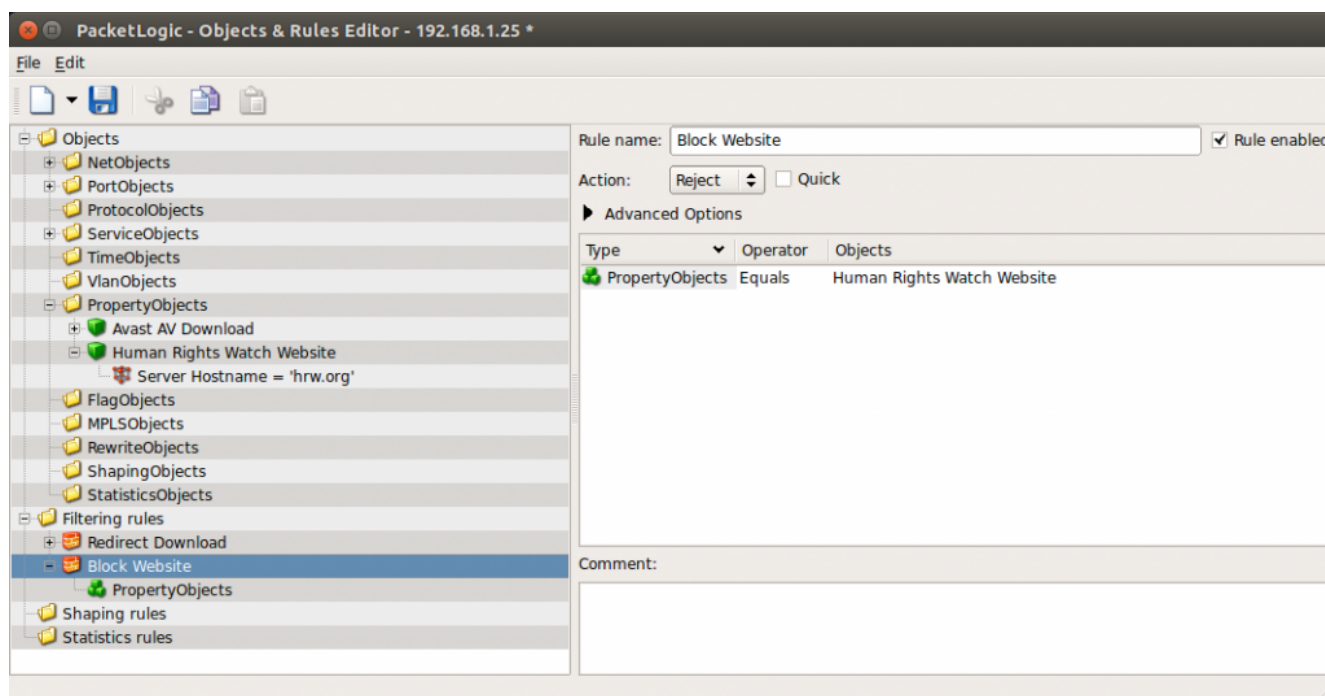 PacketLogic - Objects & Rules Editor - 192.168.1.25 *
File Edit
Objects
NetObjects
PortObjects
ProtocolObjects
ServiceObjects
TimeObjects
VlanObjects
PropertyObjects
Avast AV Download
Human Rights Watch Website
Server Hostname = 'hrw.org'
FlagObjects
MPLSObjects
RewriteObjects
ShapingObjects
StatisticsObjects
Filtering rules
Redirect Download
Block Website
PropertyObjects
Shaping rules
Statistics rules
Rule name: Block Website Rule enabled
Action: Reject Quick
Advanced Options
Type Operator Objects
PropertyObjects Equals Human Rights Watch Website
Comment: